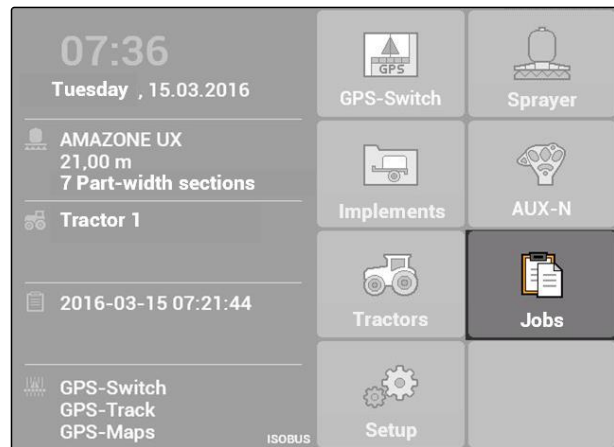 07:36
Tuesday , 15.03.2016
AMAZONE UX
21,00 m
7 Part-width sections
Tractor 1
2016-03-15 07:21:44
GPS-Switch
GPS-Track
GPS-Maps
ISOBUS
GPS
GPS-Switch
Sprayer
Implements
AUX-N
Tractors
Jobs
Setup